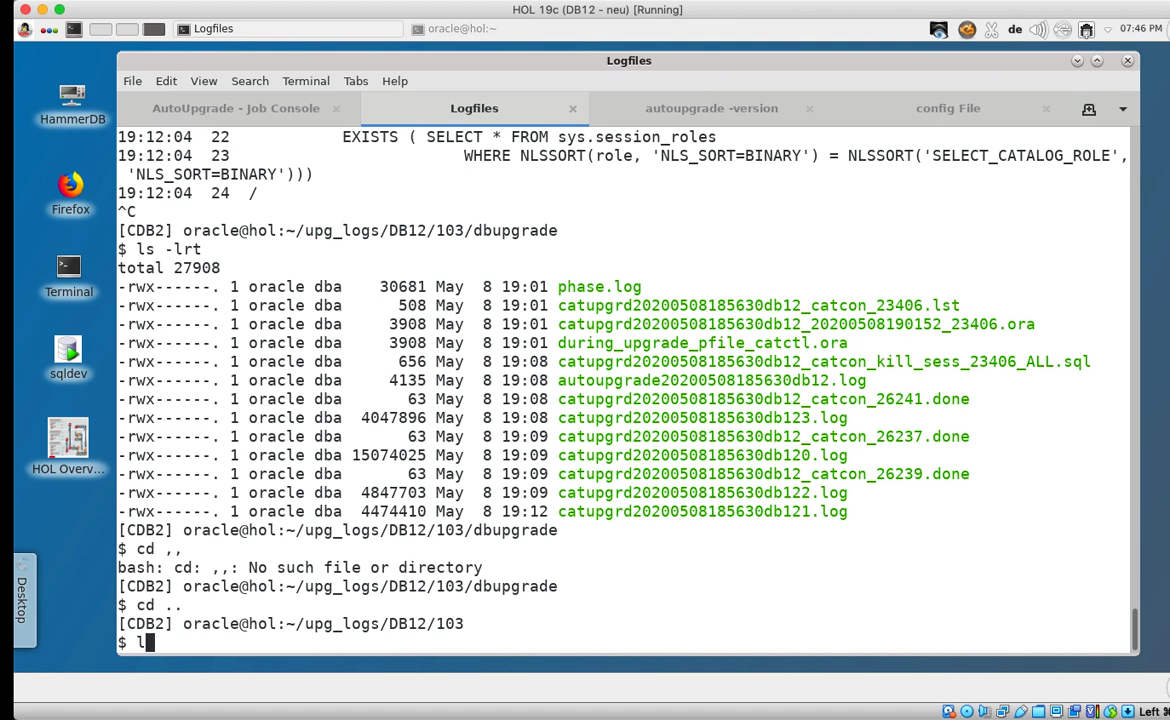 HOL 19c (DB12 - neu) [Running]
Logfiles
oracle@hol:~
de
07:46 PM
Logfiles
File Edit View Search Terminal Tabs Help
AutoUpgrade - Job Console × Logfiles × autoupgrade -version × config File ×
19:12:04  22            EXISTS ( SELECT * FROM sys.session_roles
19:12:04  23                         WHERE NLSSORT(role, 'NLS_SORT=BINARY') = NLSSORT('SELECT_CATALOG_ROLE',
'NLS_SORT=BINARY')))
19:12:04  24  /
^C
[CDB2] oracle@hol:~/upg_logs/DB12/103/dbupgrade
$ ls -lrt
total 27908
-rwx------. 1 oracle dba    30681 May  8 19:01 phase.log
-rwx------. 1 oracle dba      508 May  8 19:01 catupgrd20200508185630db12_catcon_23406.lst
-rwx------. 1 oracle dba     3908 May  8 19:01 catupgrd20200508185630db12_20200508190152_23406.ora
-rwx------. 1 oracle dba     3908 May  8 19:01 during_upgrade_pfile_catctl.ora
-rwx------. 1 oracle dba      656 May  8 19:08 catupgrd20200508185630db12_catcon_kill_sess_23406_ALL.sql
-rwx------. 1 oracle dba     4135 May  8 19:08 autoupgrade20200508185630db12.log
-rwx------. 1 oracle dba       63 May  8 19:08 catupgrd20200508185630db12_catcon_26241.done
-rwx------. 1 oracle dba  4047896 May  8 19:08 catupgrd20200508185630db123.log
-rwx------. 1 oracle dba       63 May  8 19:09 catupgrd20200508185630db12_catcon_26237.done
-rwx------. 1 oracle dba 15074025 May  8 19:09 catupgrd20200508185630db120.log
-rwx------. 1 oracle dba       63 May  8 19:09 catupgrd20200508185630db12_catcon_26239.done
-rwx------. 1 oracle dba  4847703 May  8 19:09 catupgrd20200508185630db122.log
-rwx------. 1 oracle dba  4474410 May  8 19:12 catupgrd20200508185630db121.log
[CDB2] oracle@hol:~/upg_logs/DB12/103/dbupgrade
$ cd ,,
bash: cd: ,,: No such file or directory
[CDB2] oracle@hol:~/upg_logs/DB12/103/dbupgrade
$ cd ..
[CDB2] oracle@hol:~/upg_logs/DB12/103
$ l
HammerDB
Firefox
Terminal
sqldev
HOL Overv...
Desktop
Left ⌘